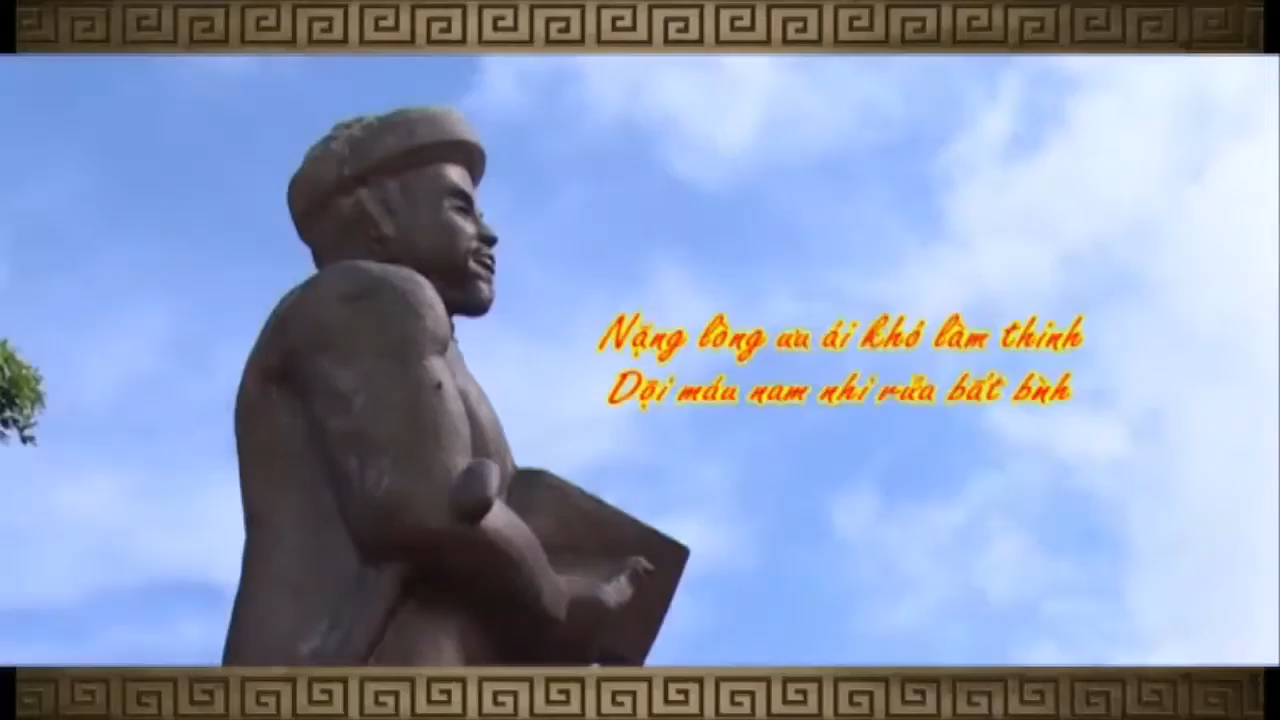 Nặng lòng ưu ái khó làm thinh
Dội máu nam nhi rửa bất bình